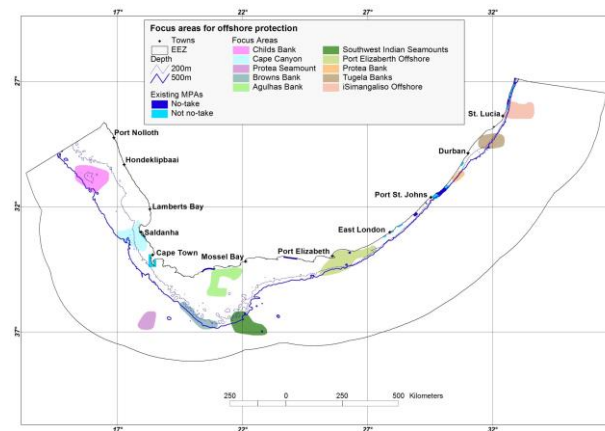 Focus areas for offshore protection
Towns
EEZ
Depth
200m
500m
Existing MPAs
No-take
Not no-take
Focus Areas
Childs Bank
Cape Canyon
Protea Seamount
Browns Bank
Agulhas Bank
Southwest Indian Seamounts
Port Elizabeth Offshore
Protea Bank
Tugela Banks
iSimangaliso Offshore
17°
22°
27°
32°
27°
27°
St. Lucia
Port Nolloth
Durban
Hondeklipbaai
Port St. Johns
32°
32°
Lamberts Bay
Saldanha
East London
Cape Town
Mossel Bay
Port Elizabeth
37°
37°
250 125 0 250 500 Kilometers
17°
22°
27°
32°